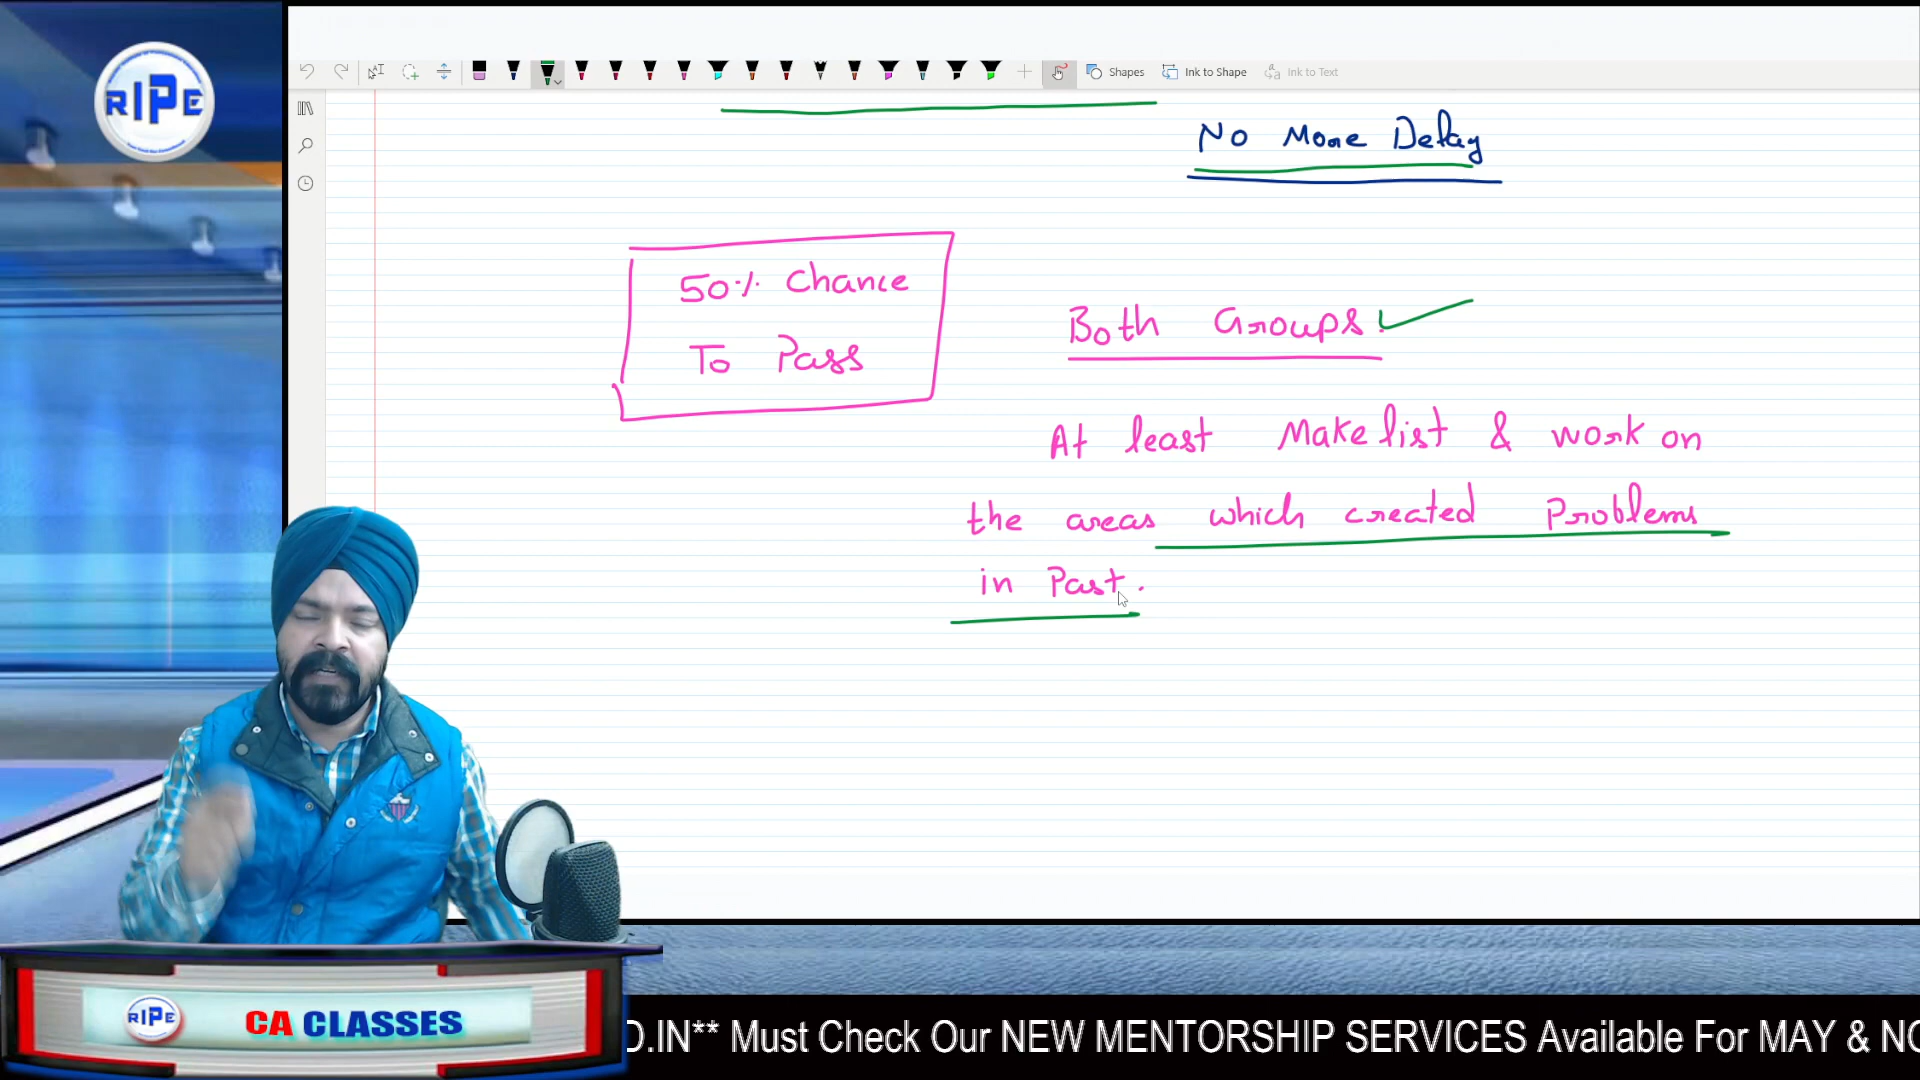 RIPE
Shapes
Ink to Shape
Ink to Text
No More Delay
50% Chance
To Pass
Both Groups.
At least Make list & work on
the areas which created Problems
in Past.
RIPE
CA CLASSES
D.IN** Must Check Our NEW MENTORSHIP SERVICES Available For MAY & NO